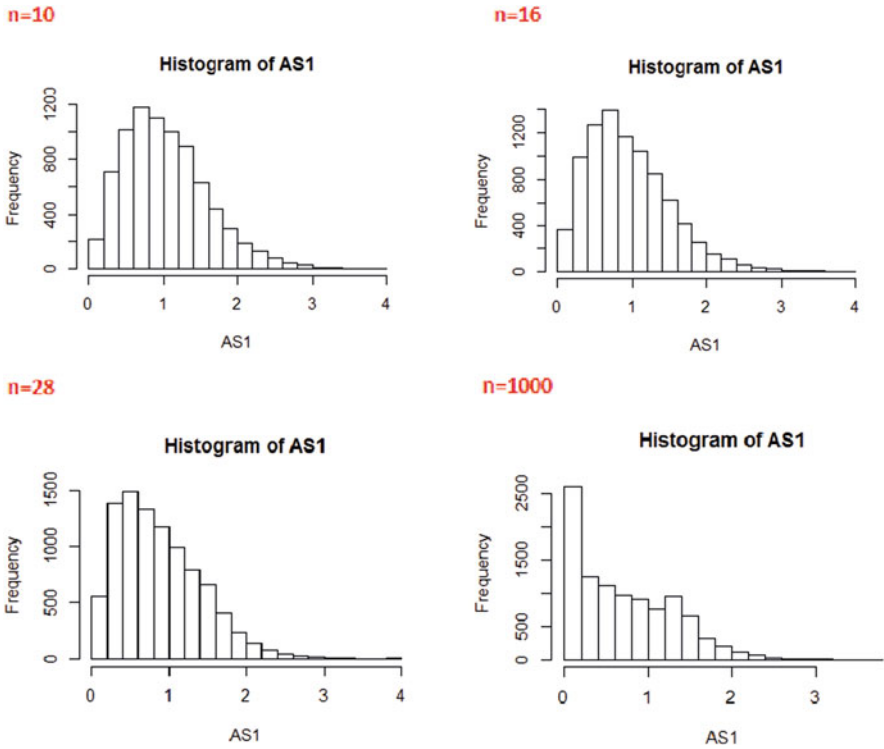 n=10
Histogram of AS1
Frequency
1200
800
400
0
0 1 2 3 4
AS1
n=16
Histogram of AS1
Frequency
1200
800
400
0
0 1 2 3 4
AS1
n=28
Histogram of AS1
Frequency
1500
1000
500
0
0 1 2 3 4
AS1
n=1000
Histogram of AS1
Frequency
2500
1500
500
0
0 1 2 3
AS1